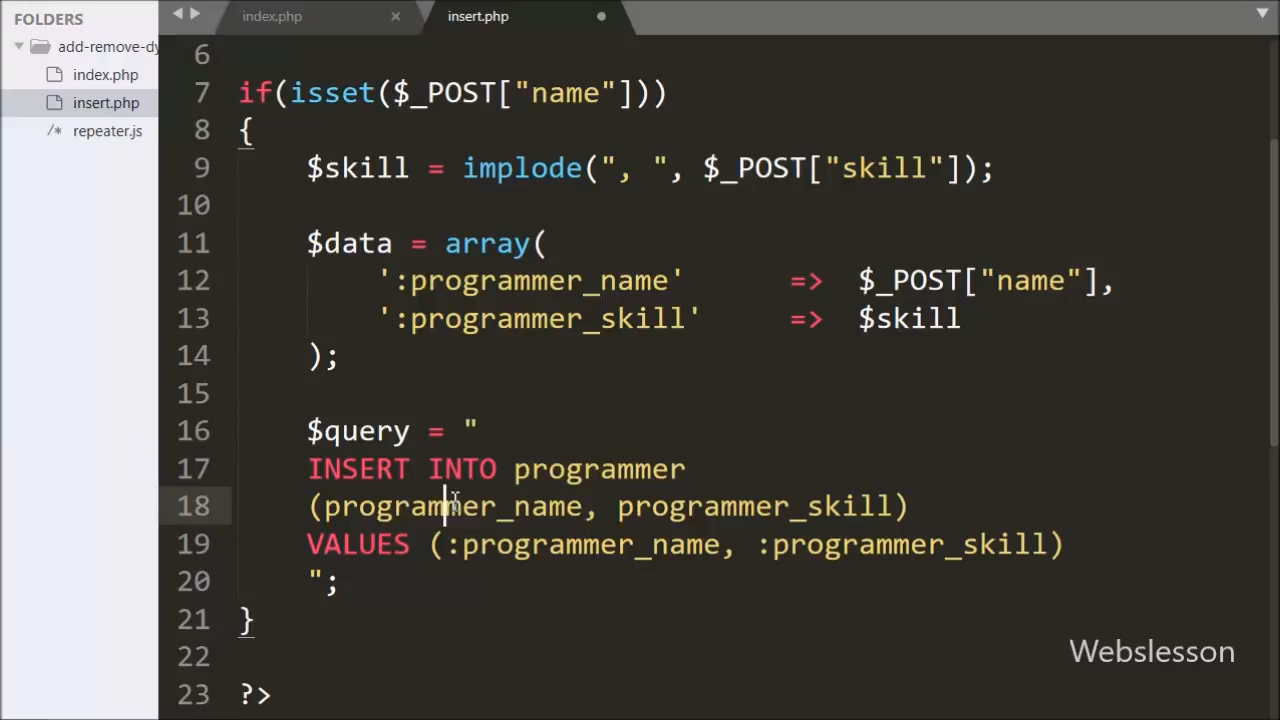 FOLDERS
add-remove-dy
index.php
insert.php
/* repeater.js
index.php × insert.php
6
7 if(isset($_POST["name"]))
8 {
9 $skill = implode(", ", $_POST["skill"]);
10
11 $data = array(
12 ':programmer_name' => $_POST["name"],
13 ':programmer_skill' => $skill
14 );
15
16 $query = "
17 INSERT INTO programmer
18 (programmer_name, programmer_skill)
19 VALUES (:programmer_name, :programmer_skill)
20 ";
21 }
22
23 ?>
Webslesson